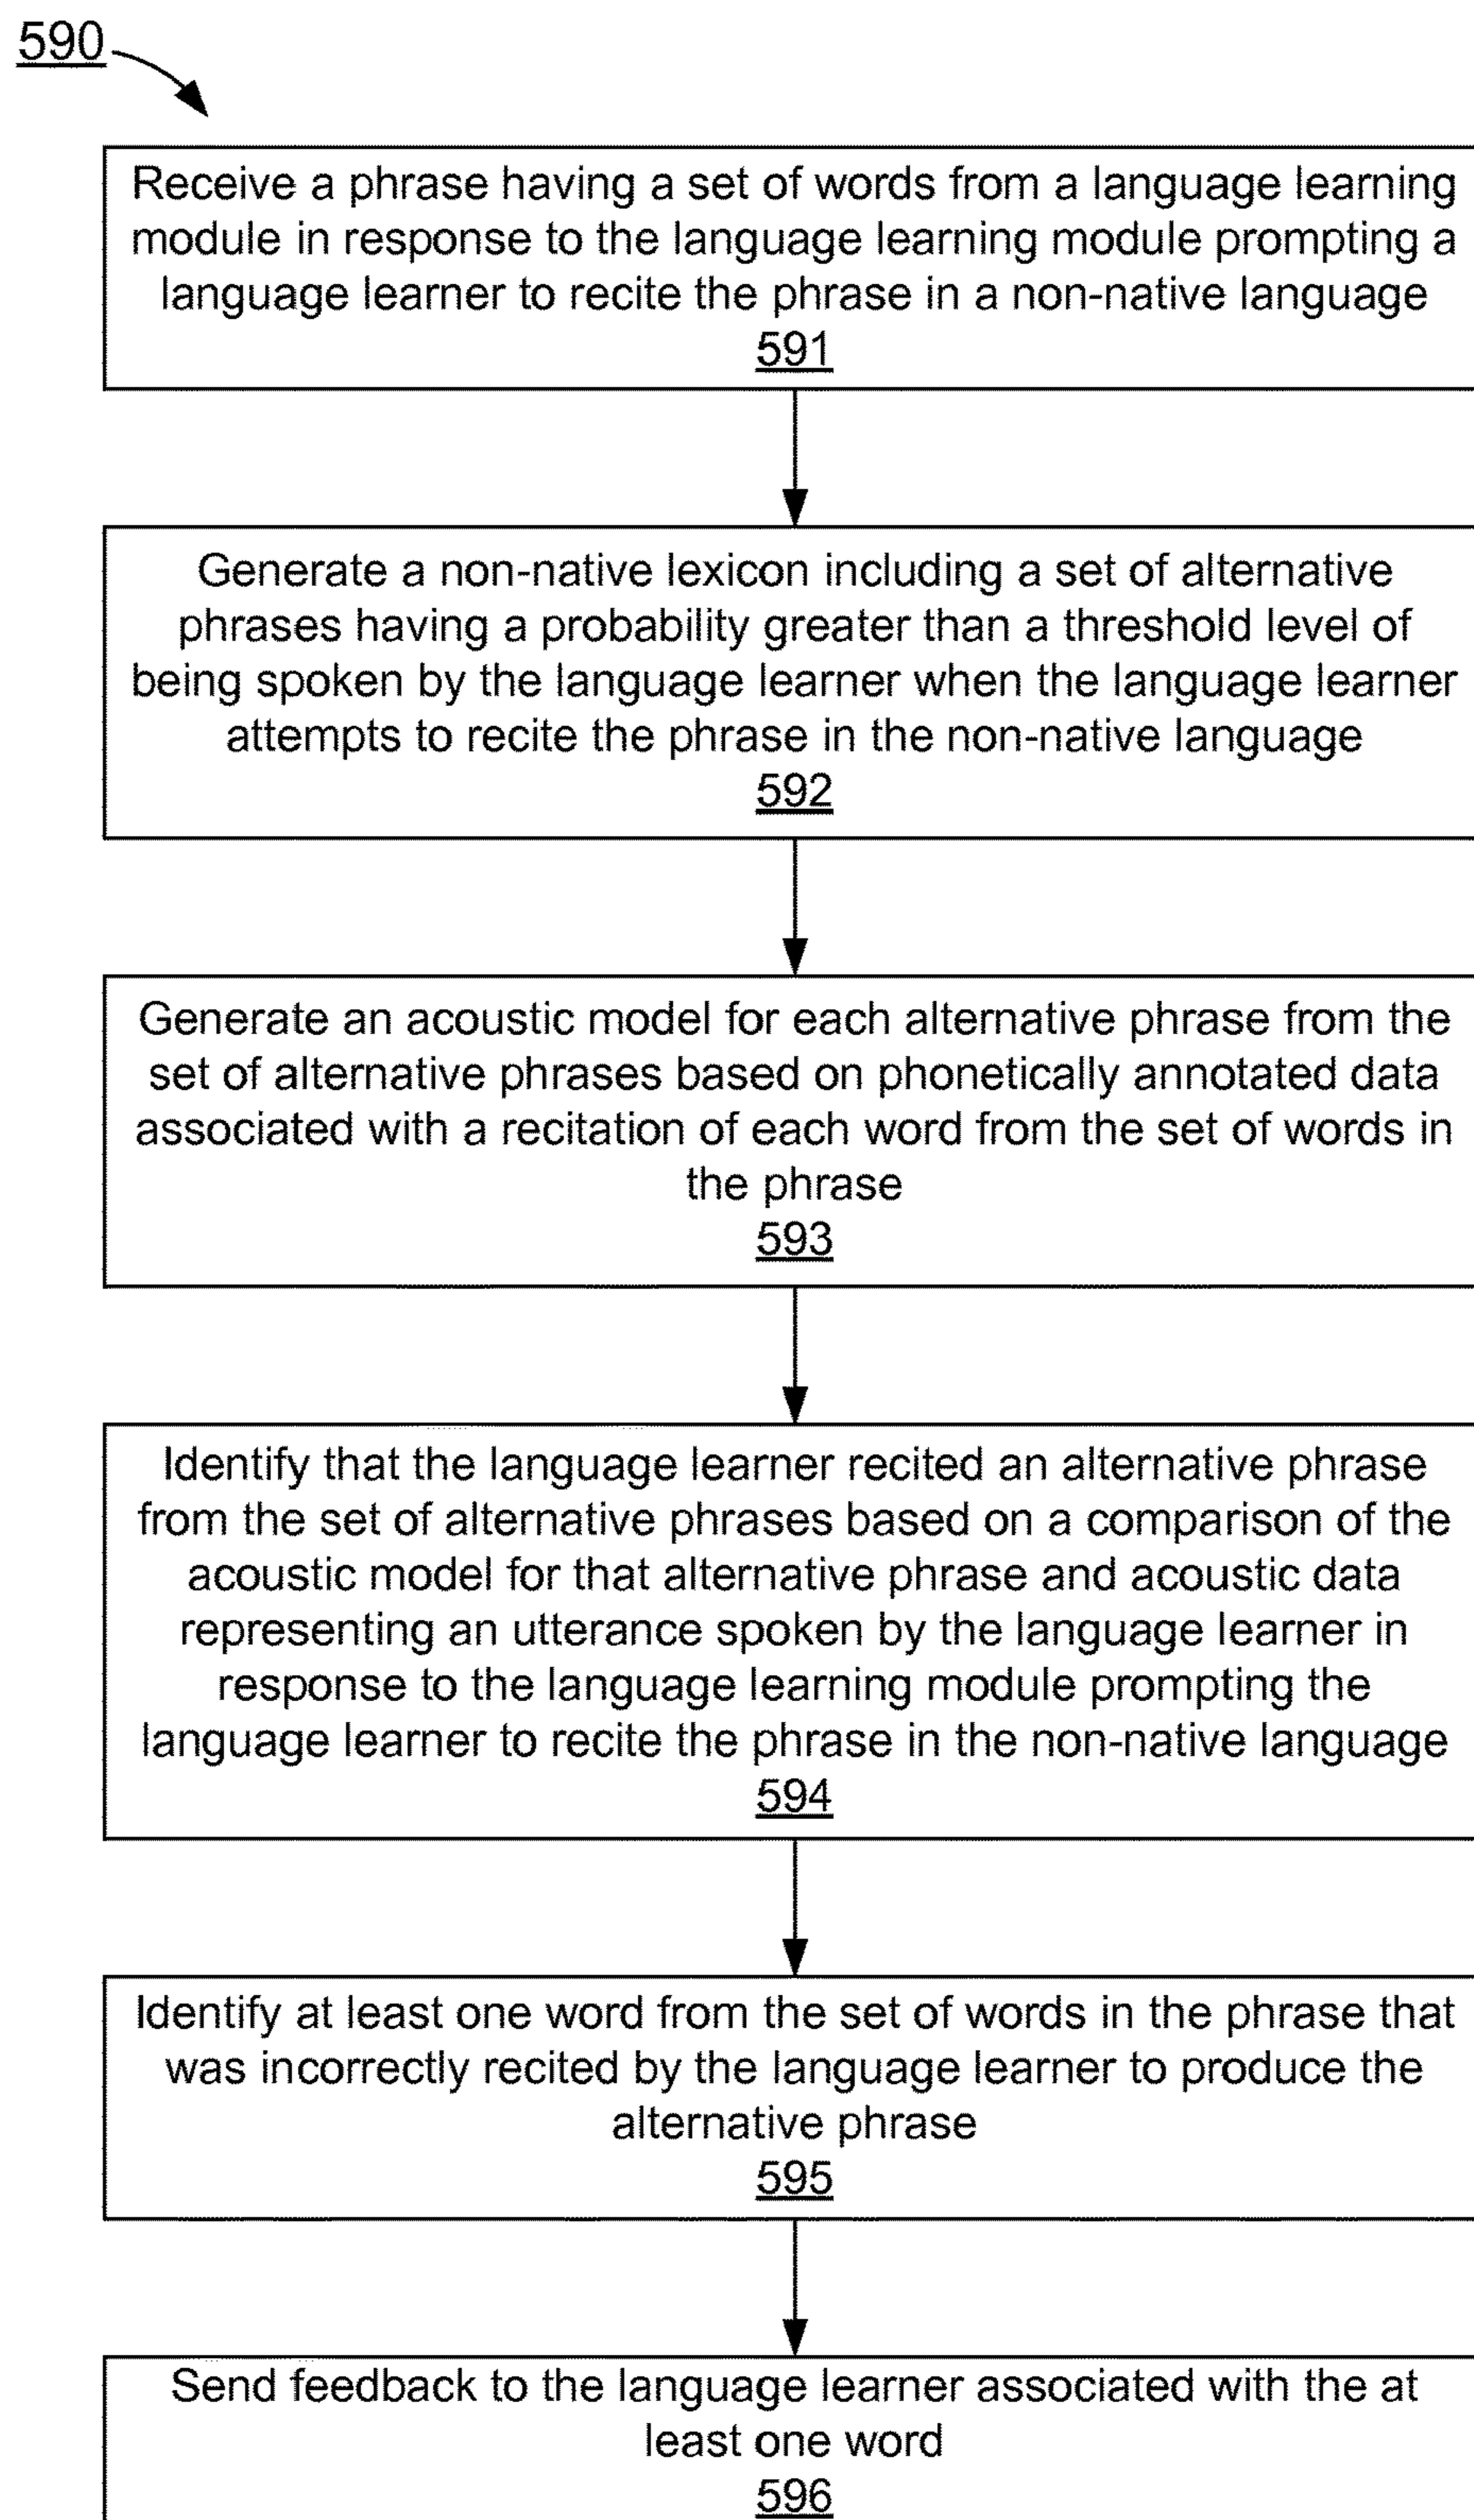 590
Receive a phrase having a set of words from a language learning
module in response to the language learning module prompting a
language learner to recite the phrase in a non-native language
591
Generate a non-native lexicon including a set of alternative
phrases having a probability greater than a threshold level of
being spoken by the language learner when the language learner
attempts to recite the phrase in the non-native language
592
Generate an acoustic model for each alternative phrase from the
set of alternative phrases based on phonetically annotated data
associated with a recitation of each word from the set of words in
the phrase
593
Identify that the language learner recited an alternative phrase
from the set of alternative phrases based on a comparison of the
acoustic model for that alternative phrase and acoustic data
representing an utterance spoken by the language learner in
response to the language learning module prompting the
language learner to recite the phrase in the non-native language
594
Identify at least one word from the set of words in the phrase that
was incorrectly recited by the language learner to produce the
alternative phrase
595
Send feedback to the language learner associated with the at
least one word
596